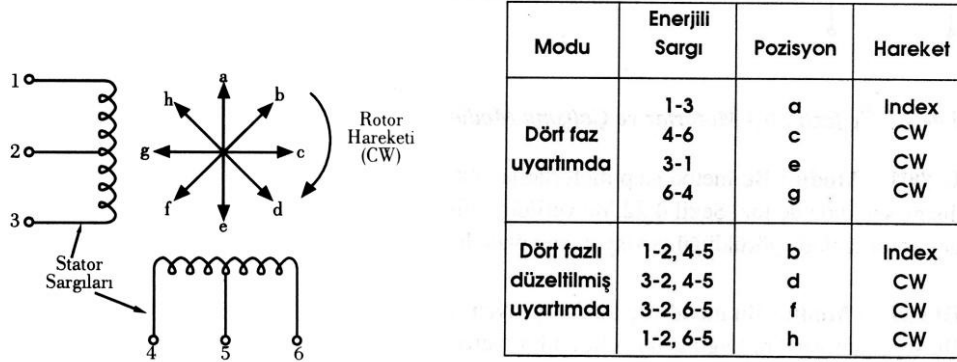 1
2
3
Stator
Sargıları
4
5
6
a
b
c
d
e
f
g
h
Rotor
Hareketi
(CW)
Modu
Enerjili
Sargı
Pozisyon
Hareket
Dört faz
uyartımda
1-3 a Index
4-6 c CW
3-1 e CW
6-4 g CW
Dört fazlı
düzeltilmiş
uyartımda
1-2, 4-5 b Index
3-2, 4-5 d CW
3-2, 6-5 f CW
1-2, 6-5 h CW